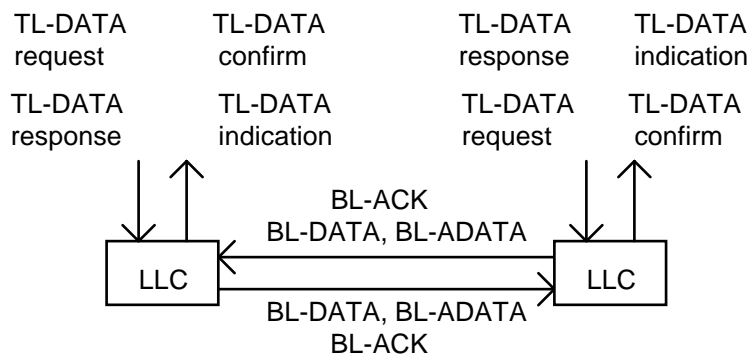 TL-DATA TL-DATA TL-DATA TL-DATA
request confirm response indication
TL-DATA TL-DATA TL-DATA TL-DATA
response indication request confirm
BL-ACK
BL-DATA, BL-ADATA
LLC LLC
BL-DATA, BL-ADATA
BL-ACK